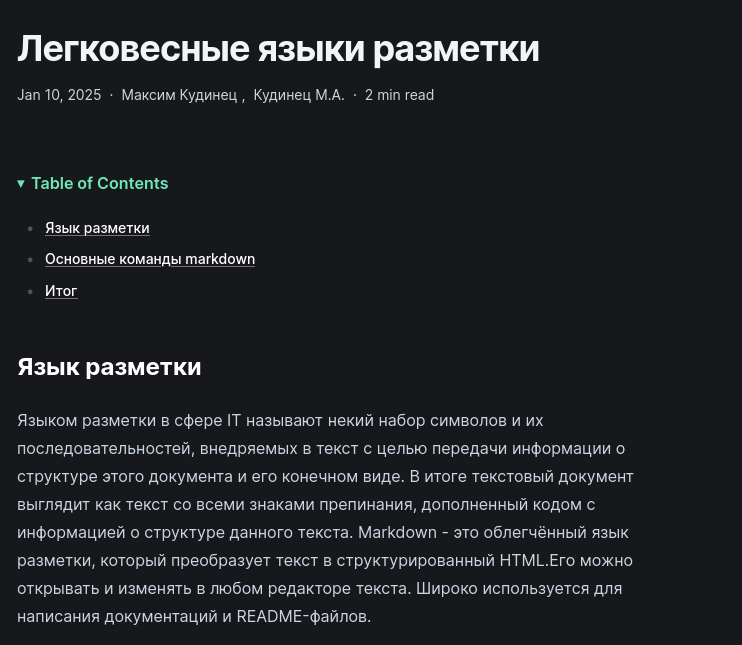 Легковесные языки разметки
Jan 10, 2025 · Максим Кудинец , Кудинец М.А. · 2 min read
▾ Table of Contents
• Язык разметки
• Основные команды markdown
• Итог
Язык разметки
Языком разметки в сфере IT называют некий набор символов и их
последовательностей, внедряемых в текст с целью передачи информации о
структуре этого документа и его конечном виде. В итоге текстовый документ
выглядит как текст со всеми знаками препинания, дополненный кодом с
информацией о структуре данного текста. Markdown - это облегчённый язык
разметки, который преобразует текст в структурированный HTML.Его можно
открывать и изменять в любом редакторе текста. Широко используется для
написания документаций и README-файлов.